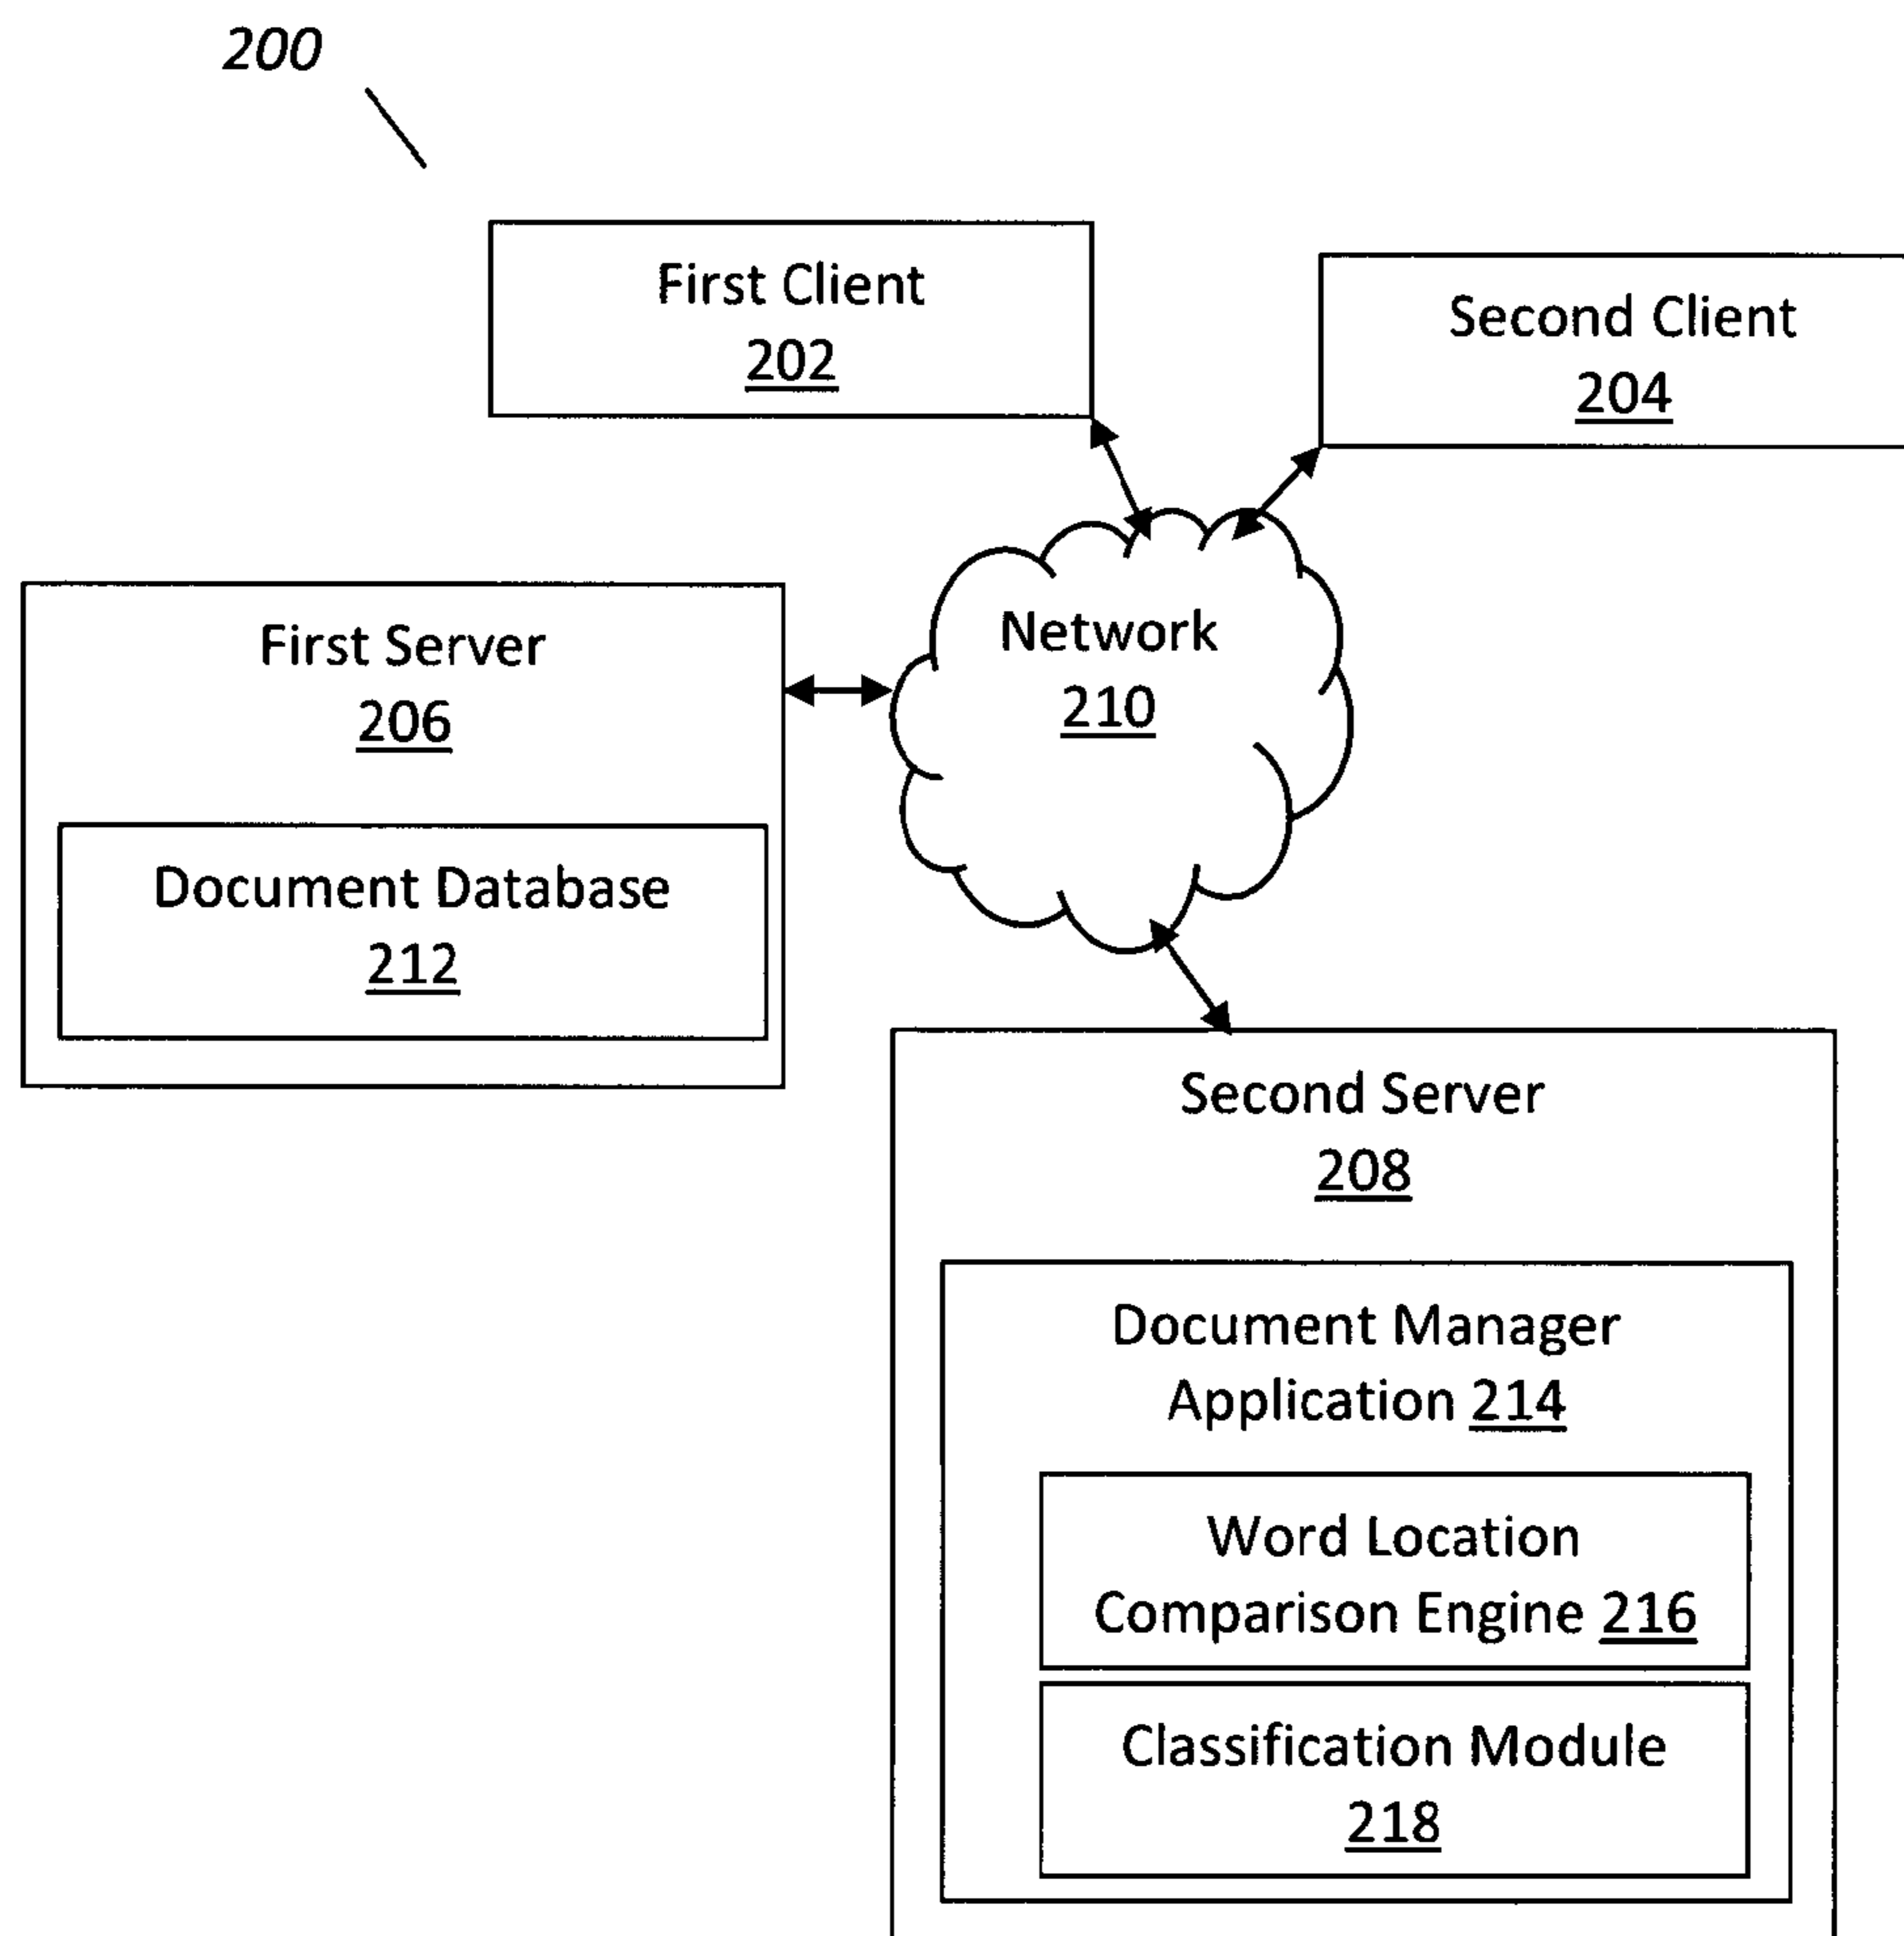 200
First Client
202
Second Client
204
Network
210
First Server
206
Document Database
212
Second Server
208
Document Manager
Application 214
Word Location
Comparison Engine 216
Classification Module
218